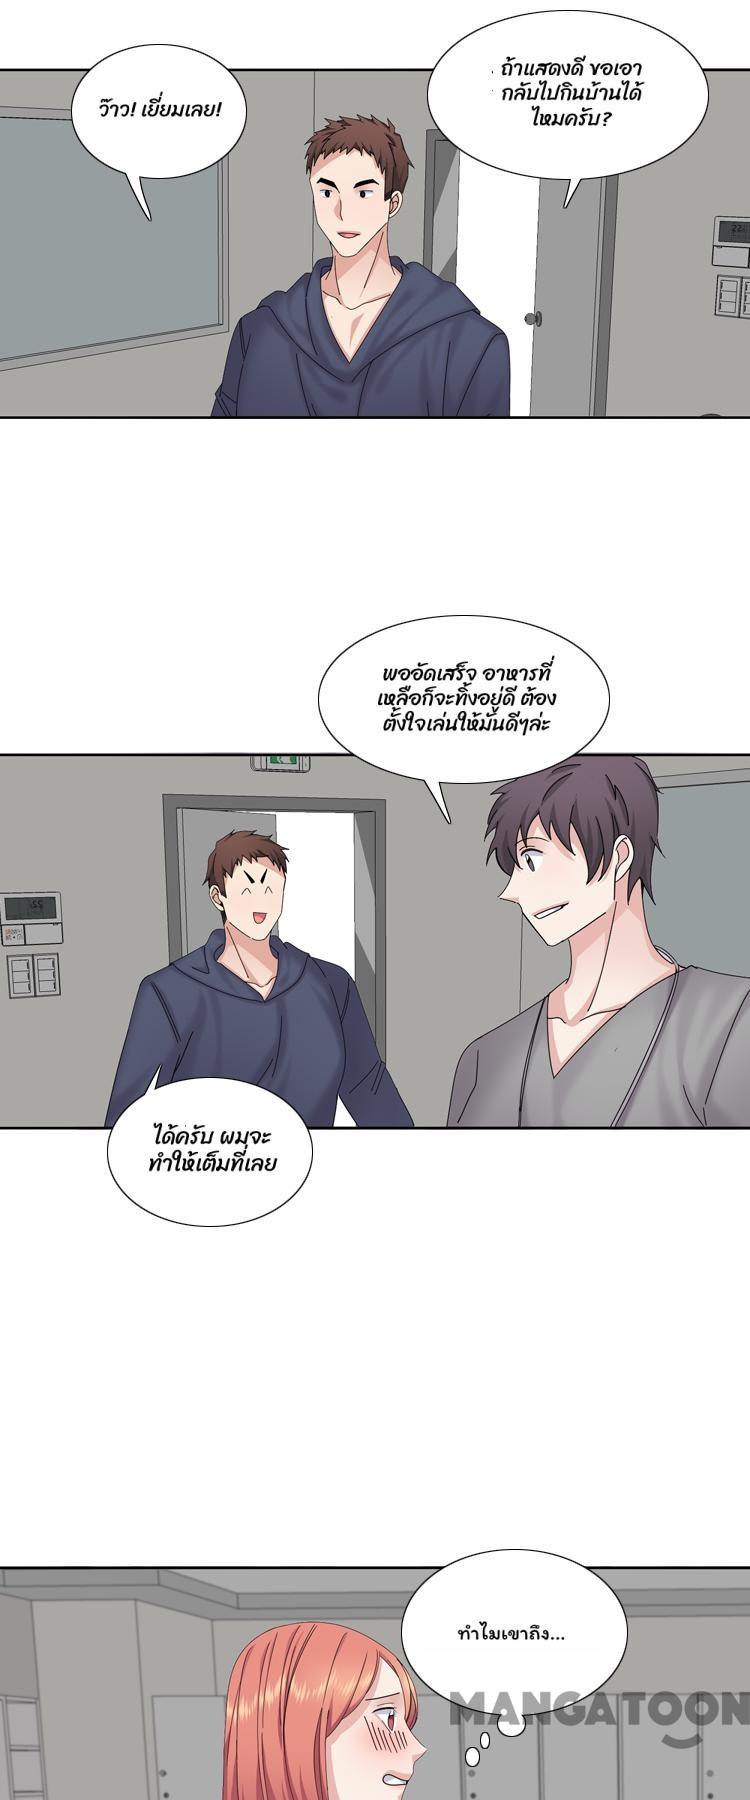 ว๊าว! เยี่ยมเลย!
ถ้าแสดงดี ขอเอา
กลับไปกินบ้านได้
ไหมครับ?
พออัดเสร็จ อาหารที่
เหลือก็จะทิ้งอยู่ดี ต้อง
ตั้งใจเล่นให้มันดีๆล่ะ
ได้ครับ ผมจะ
ทำให้เต็มที่เลย
ทำไมเขาถึง...
MANGATOON